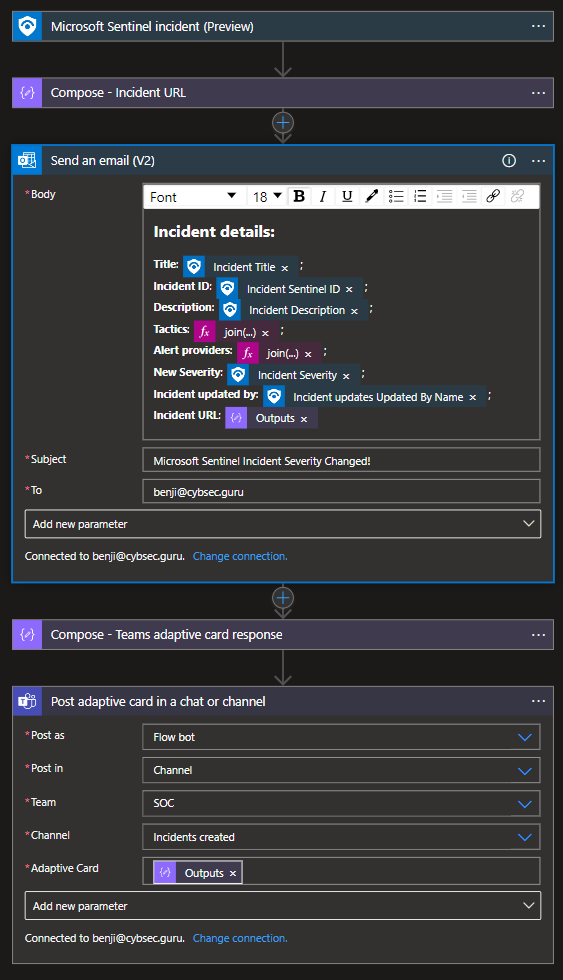 Microsoft Sentinel incident (Preview)
Compose - Incident URL
Send an email (V2)
* Body
Font 18 B I U
Incident details:
Title: Incident Title × ;
Incident ID: Incident Sentinel ID × ;
Description: Incident Description × ;
Tactics: fx join(...) × ;
Alert providers: fx join(...) × ;
New Severity: Incident Severity × ;
Incident updated by: Incident updates Updated By Name × ;
Incident URL: Outputs ×
* Subject Microsoft Sentinel Incident Severity Changed!
* To benji@cybsec.guru
Add new parameter
Connected to benji@cybsec.guru. Change connection.
Compose - Teams adaptive card response
Post adaptive card in a chat or channel
* Post as Flow bot
* Post in Channel
* Team SOC
* Channel Incidents created
* Adaptive Card Outputs ×
Add new parameter
Connected to benji@cybsec.guru. Change connection.